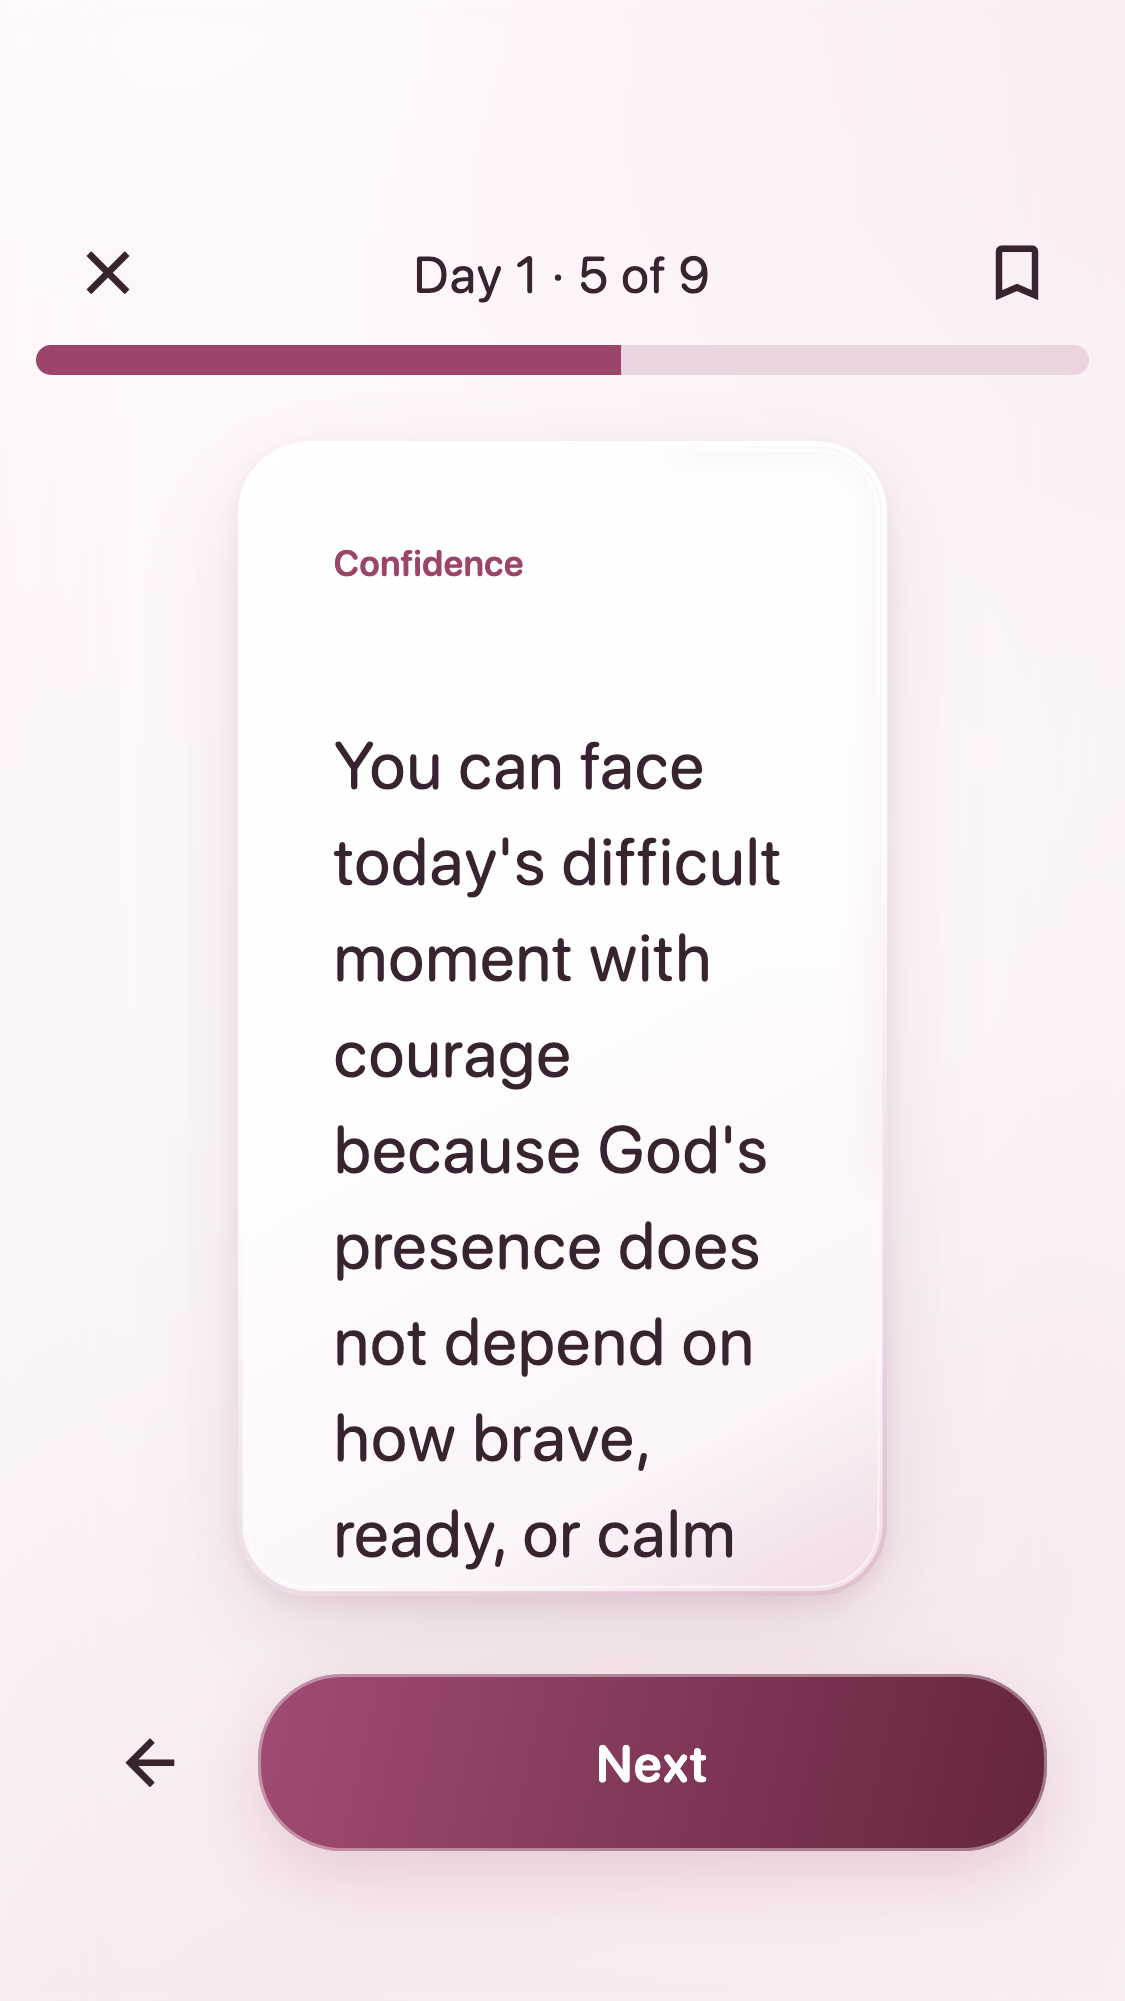 Day 1 · 5 of 9
Confidence
You can face
today's difficult
moment with
courage
because God's
presence does
not depend on
how brave,
ready, or calm
Next